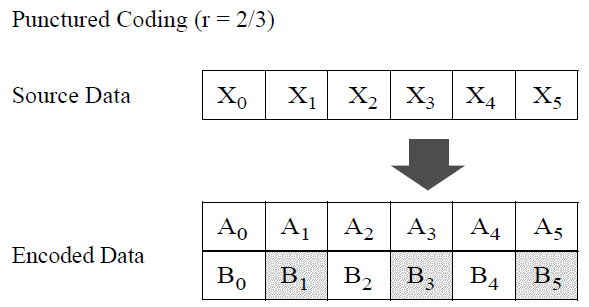 Punctured Coding (r = 2/3)
Source Data X₀ X₁ X₂ X₃ X₄ X₅
A₀ A₁ A₂ A₃ A₄ A₅
Encoded Data
B₀ B₁ B₂ B₃ B₄ B₅